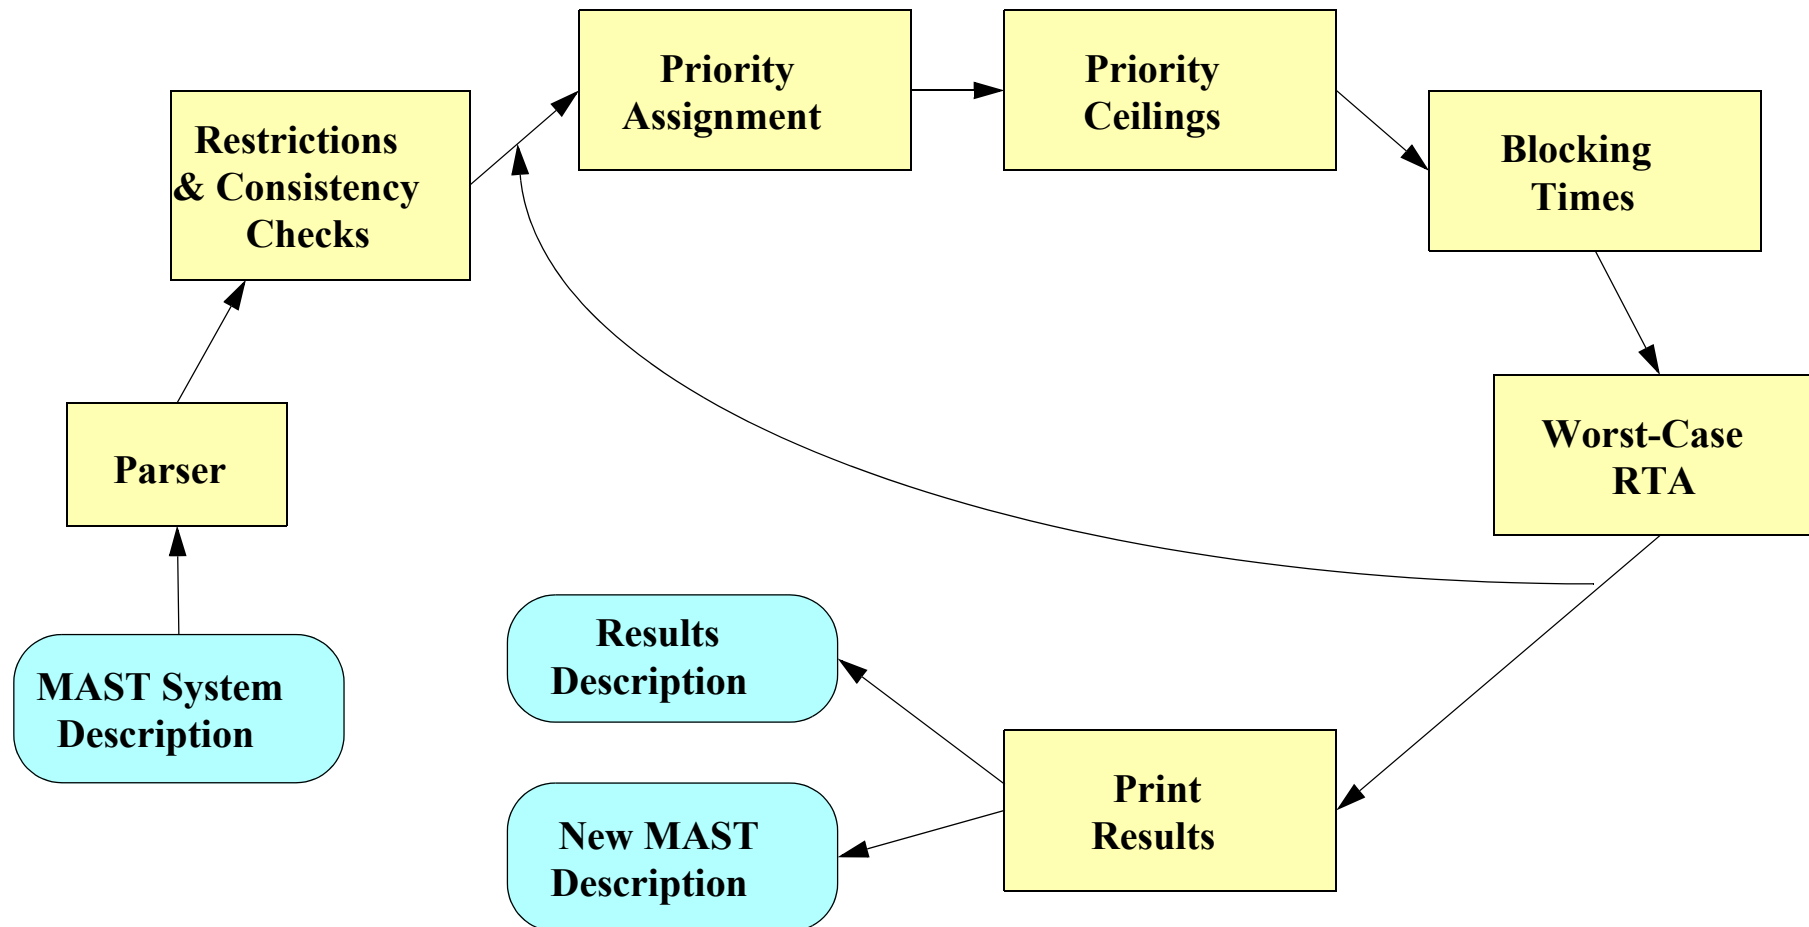 Priority
Assignment
Priority
Ceilings
Restrictions
& Consistency
Checks
Blocking
Times
Parser
Worst-Case
RTA
MAST System
Description
Results
Description
New MAST
Description
Print
Results